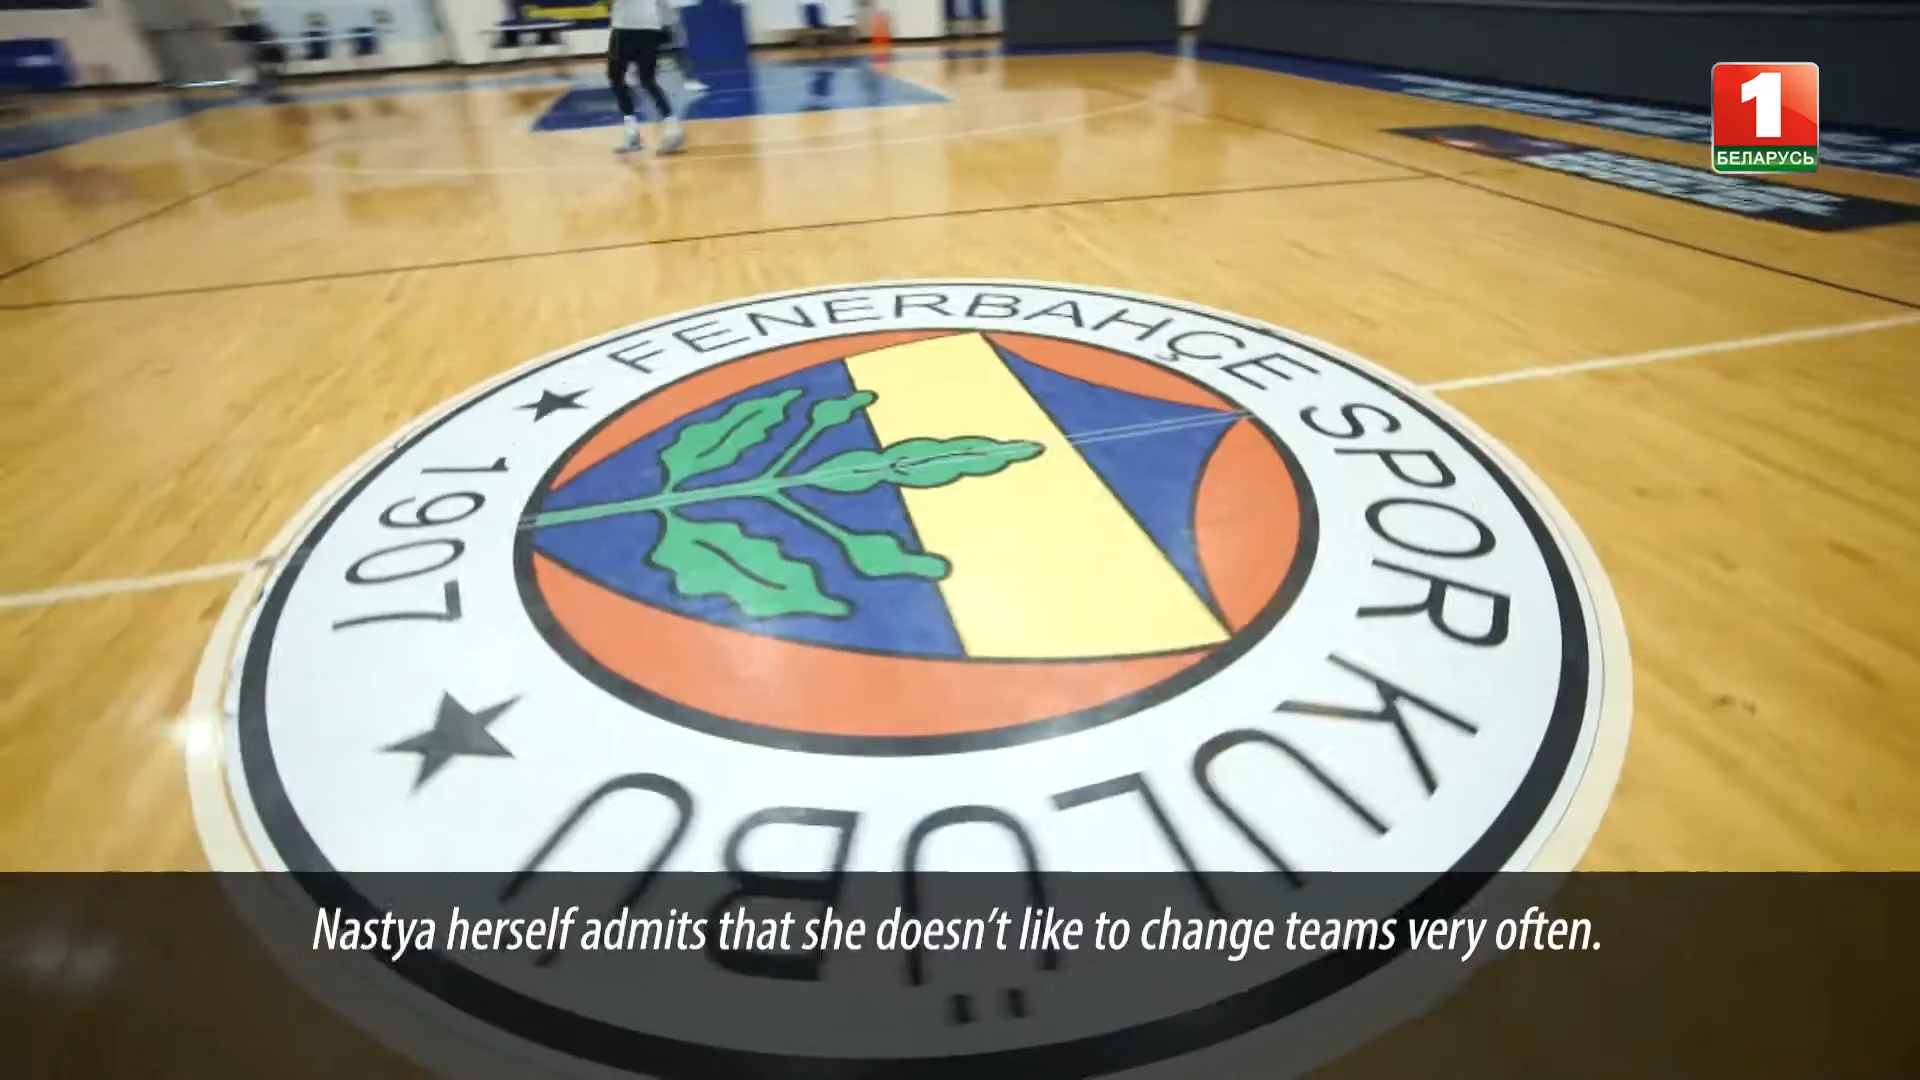 1
БЕЛАРУСЬ
★ FENERBAHÇE SPOR KULÜBÜ ★ 1907
Nastya herself admits that she doesn't like to change teams very often.